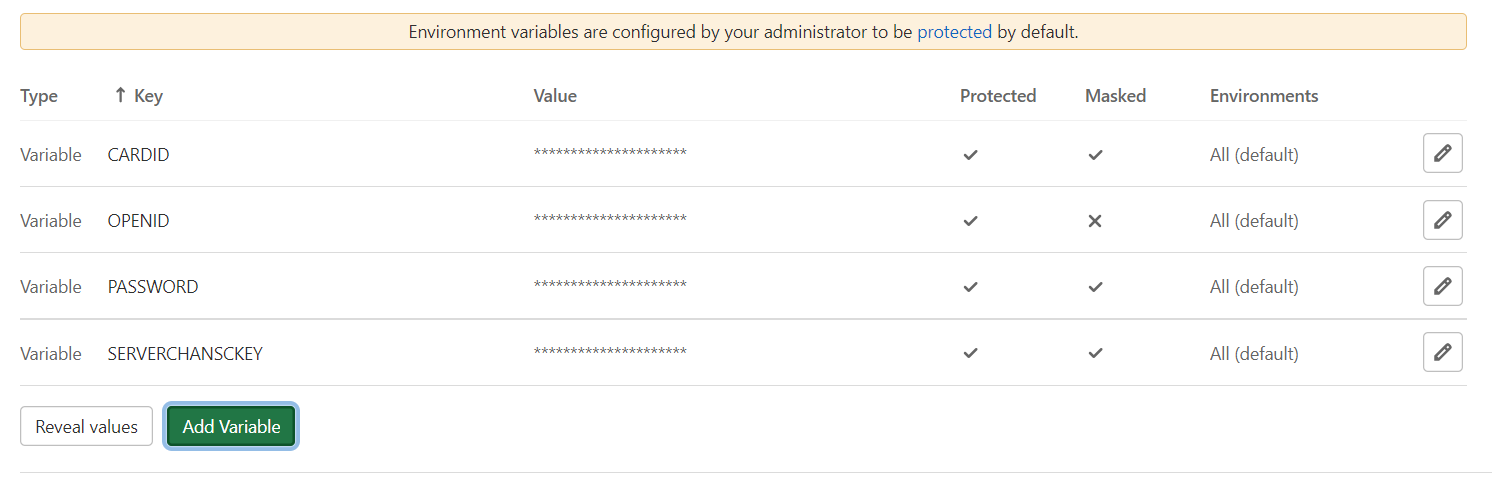 Environment variables are configured by your administrator to be protected by default.
Type ↑ Key Value Protected Masked Environments
Variable CARDID ********************* ✓ ✓ All (default)
Variable OPENID ********************* ✓ ✗ All (default)
Variable PASSWORD ********************* ✓ ✓ All (default)
Variable SERVERCHANSCKEY ********************* ✓ ✓ All (default)
Reveal values Add Variable